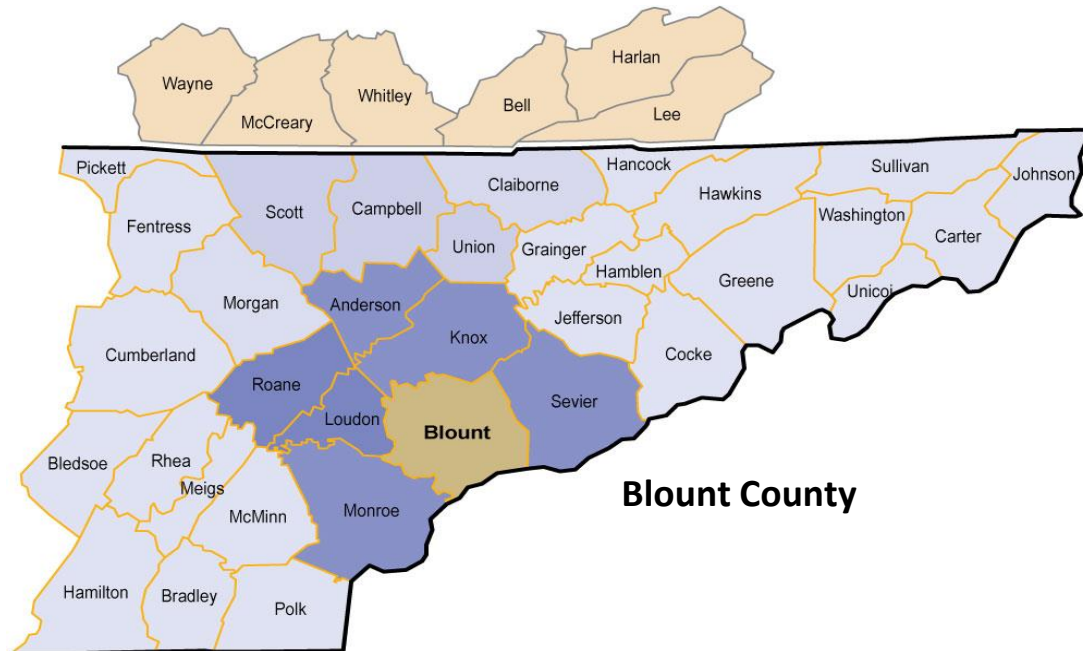 Harlan
Wayne
Whitley
Bell
Lee
McCreary
Pickett
Hancock
Sullivan
Johnson
Claiborne
Hawkins
Scott
Campbell
Washington
Fentress
Union
Grainger
Carter
Hamblen
Greene
Unicoi
Morgan
Anderson
Jefferson
Knox
Cumberland
Cocke
Roane
Sevier
Loudon
Blount
Rhea
Bledsoe
Meigs
Blount County
McMinn
Monroe
Hamilton
Bradley
Polk